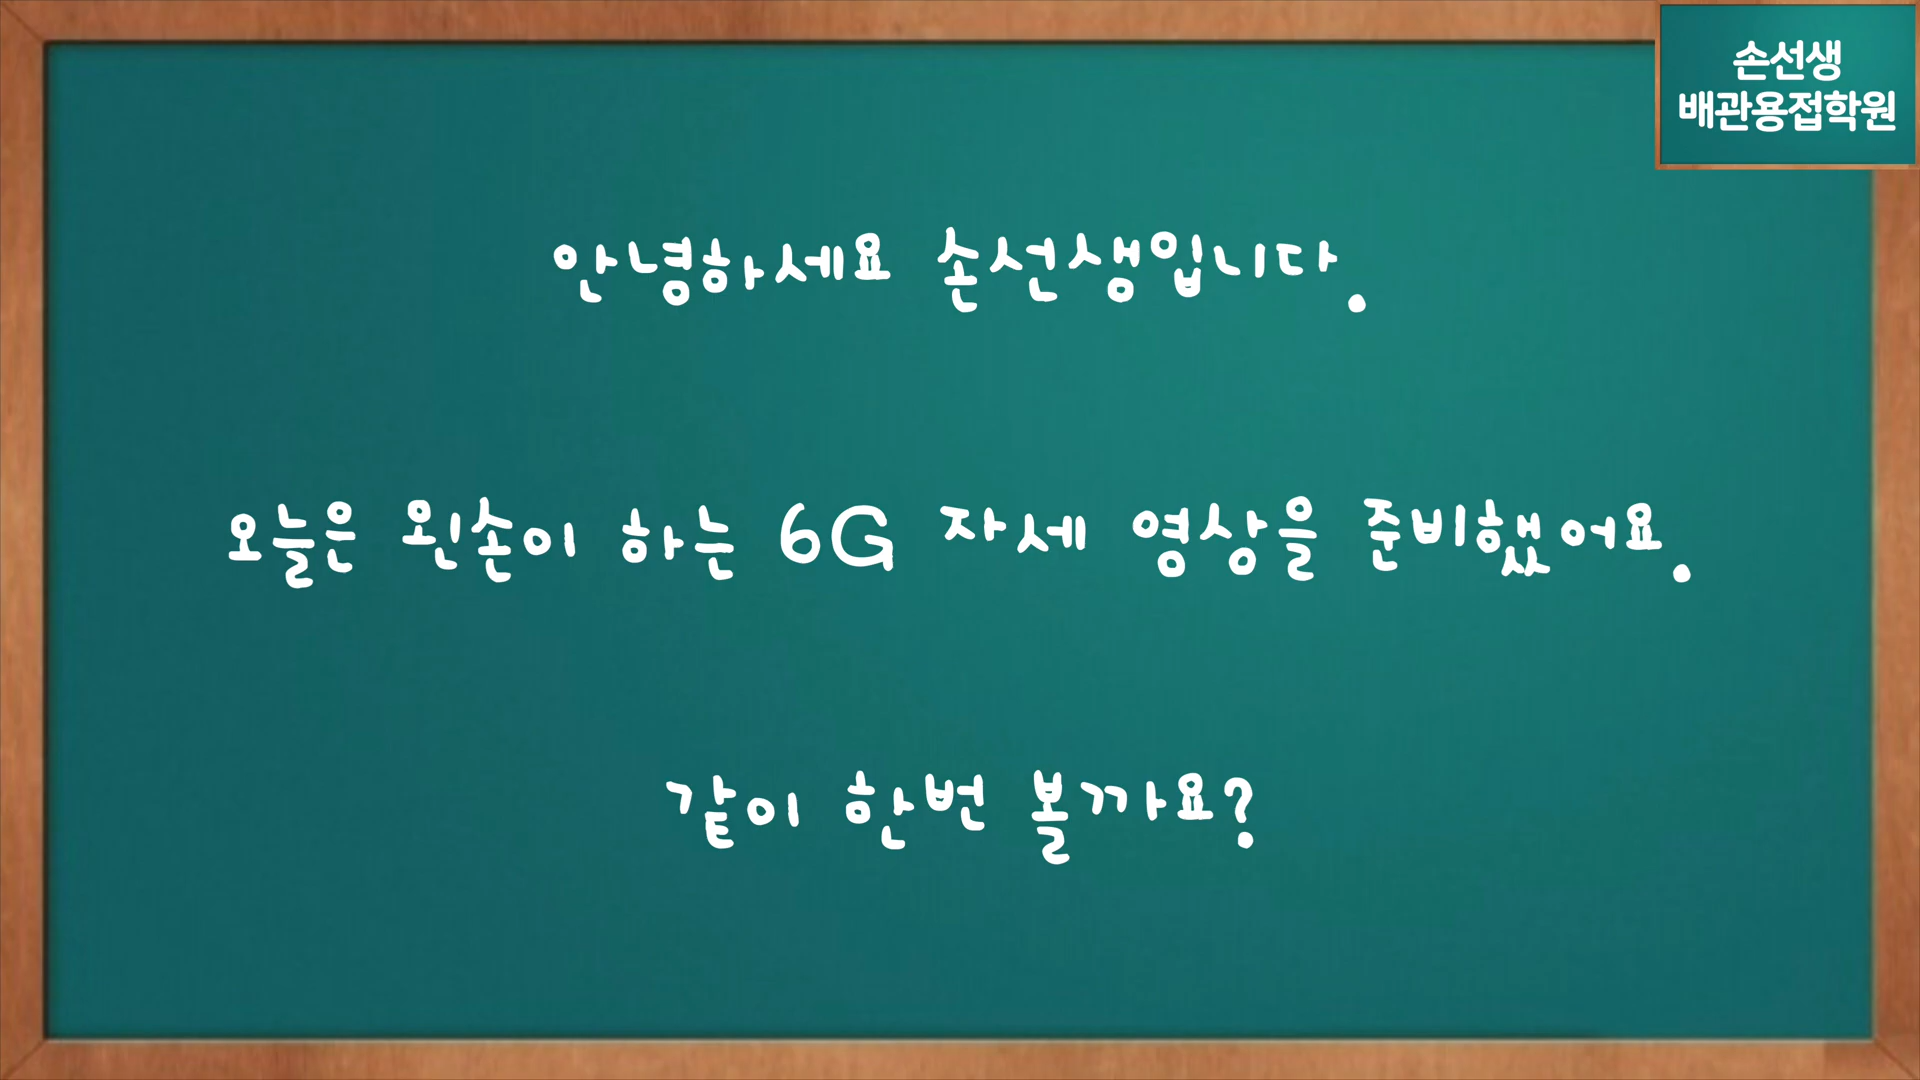 손선생
배관용접학원
안녕하세요 손선생입니다.
오늘은 왼손이 하는 6G 자세 영상을 준비했어요.
같이 한번 볼까요?